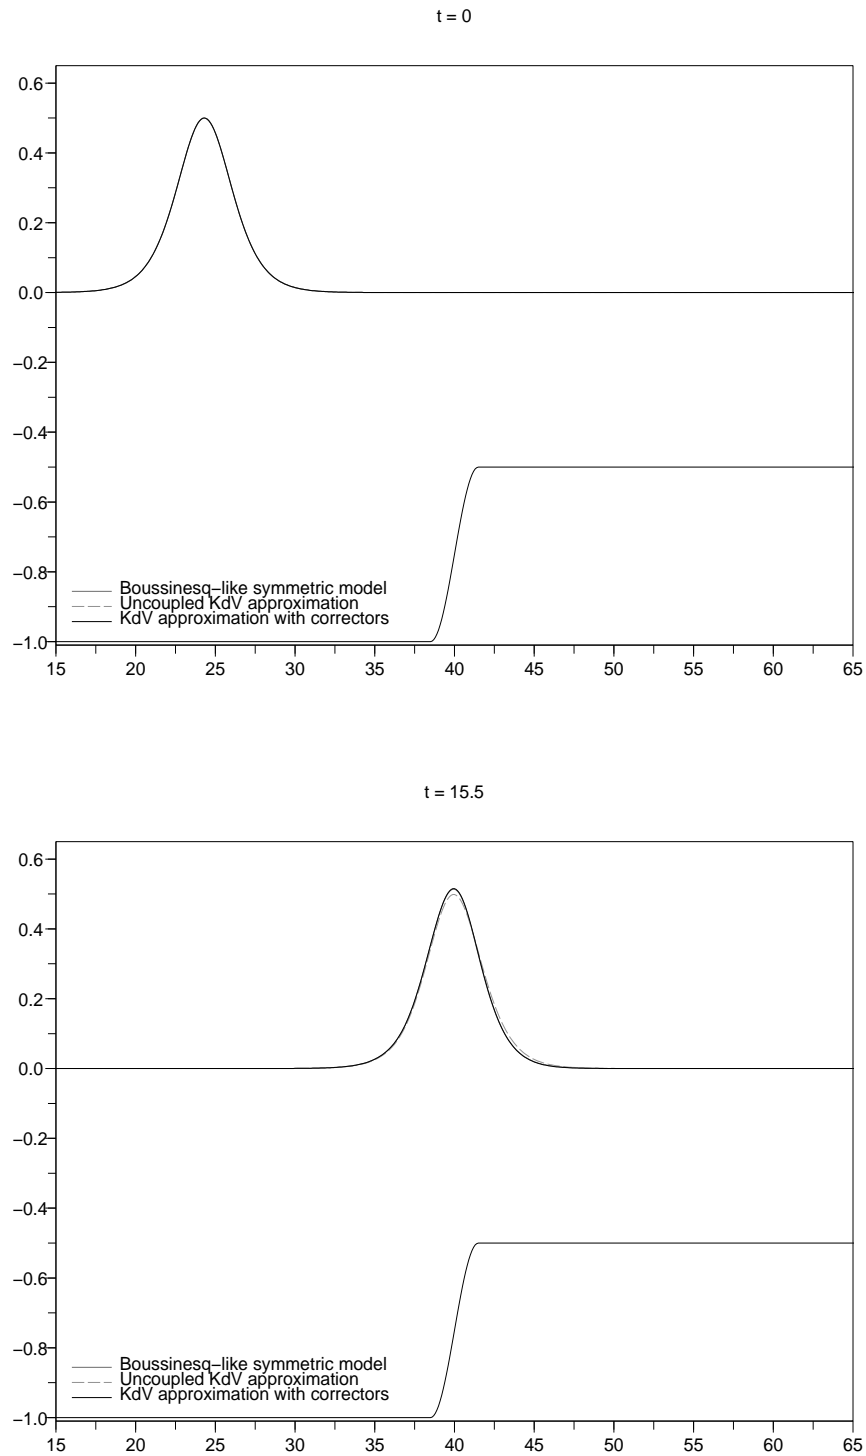 t = 0
0.6
0.4
0.2
0.0
−0.2
−0.4
−0.6
−0.8
−1.0
Boussinesq−like symmetric model
Uncoupled KdV approximation
KdV approximation with correctors
15 20 25 30 35 40 45 50 55 60 65
t = 15.5
0.6
0.4
0.2
0.0
−0.2
−0.4
−0.6
−0.8
−1.0
Boussinesq−like symmetric model
Uncoupled KdV approximation
KdV approximation with correctors
15 20 25 30 35 40 45 50 55 60 65